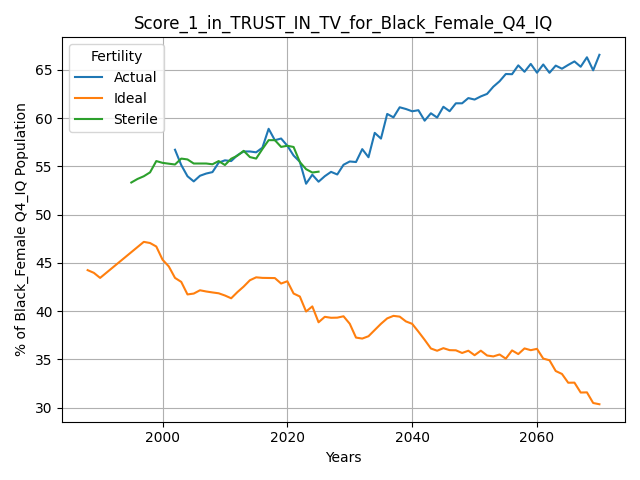 Score_1_in_TRUST_IN_TV_for_Black_Female_Q4_IQ
Fertility
Actual
Ideal
Sterile
% of Black_Female Q4_IQ Population
65
60
55
50
45
40
35
30
2000
2020
2040
2060
Years